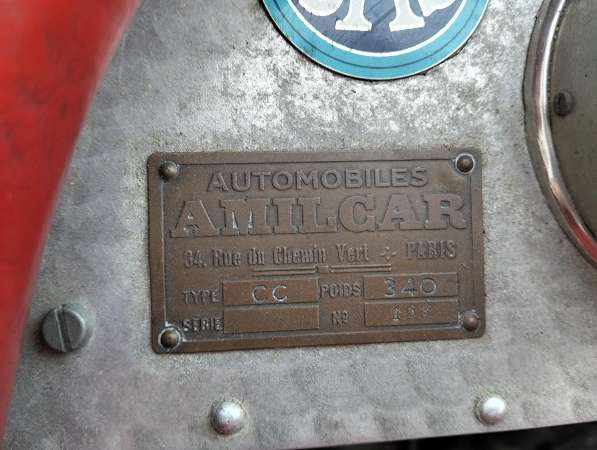 AUTOMOBILES
AMILCAR
34, Rue du Chemin Vert - PARIS
TYPE CC POIDS 340
SÉRIE No